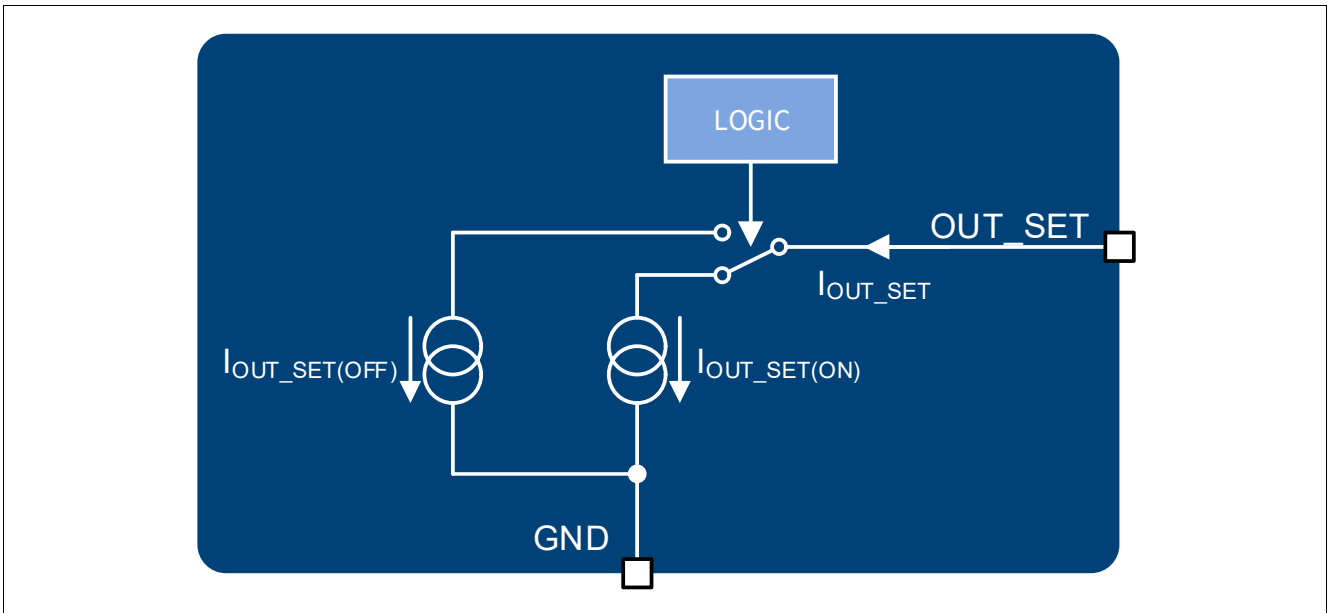 LOGIC
OUT_SET
IOUT_SET
IOUT_SET(OFF)
IOUT_SET(ON)
GND